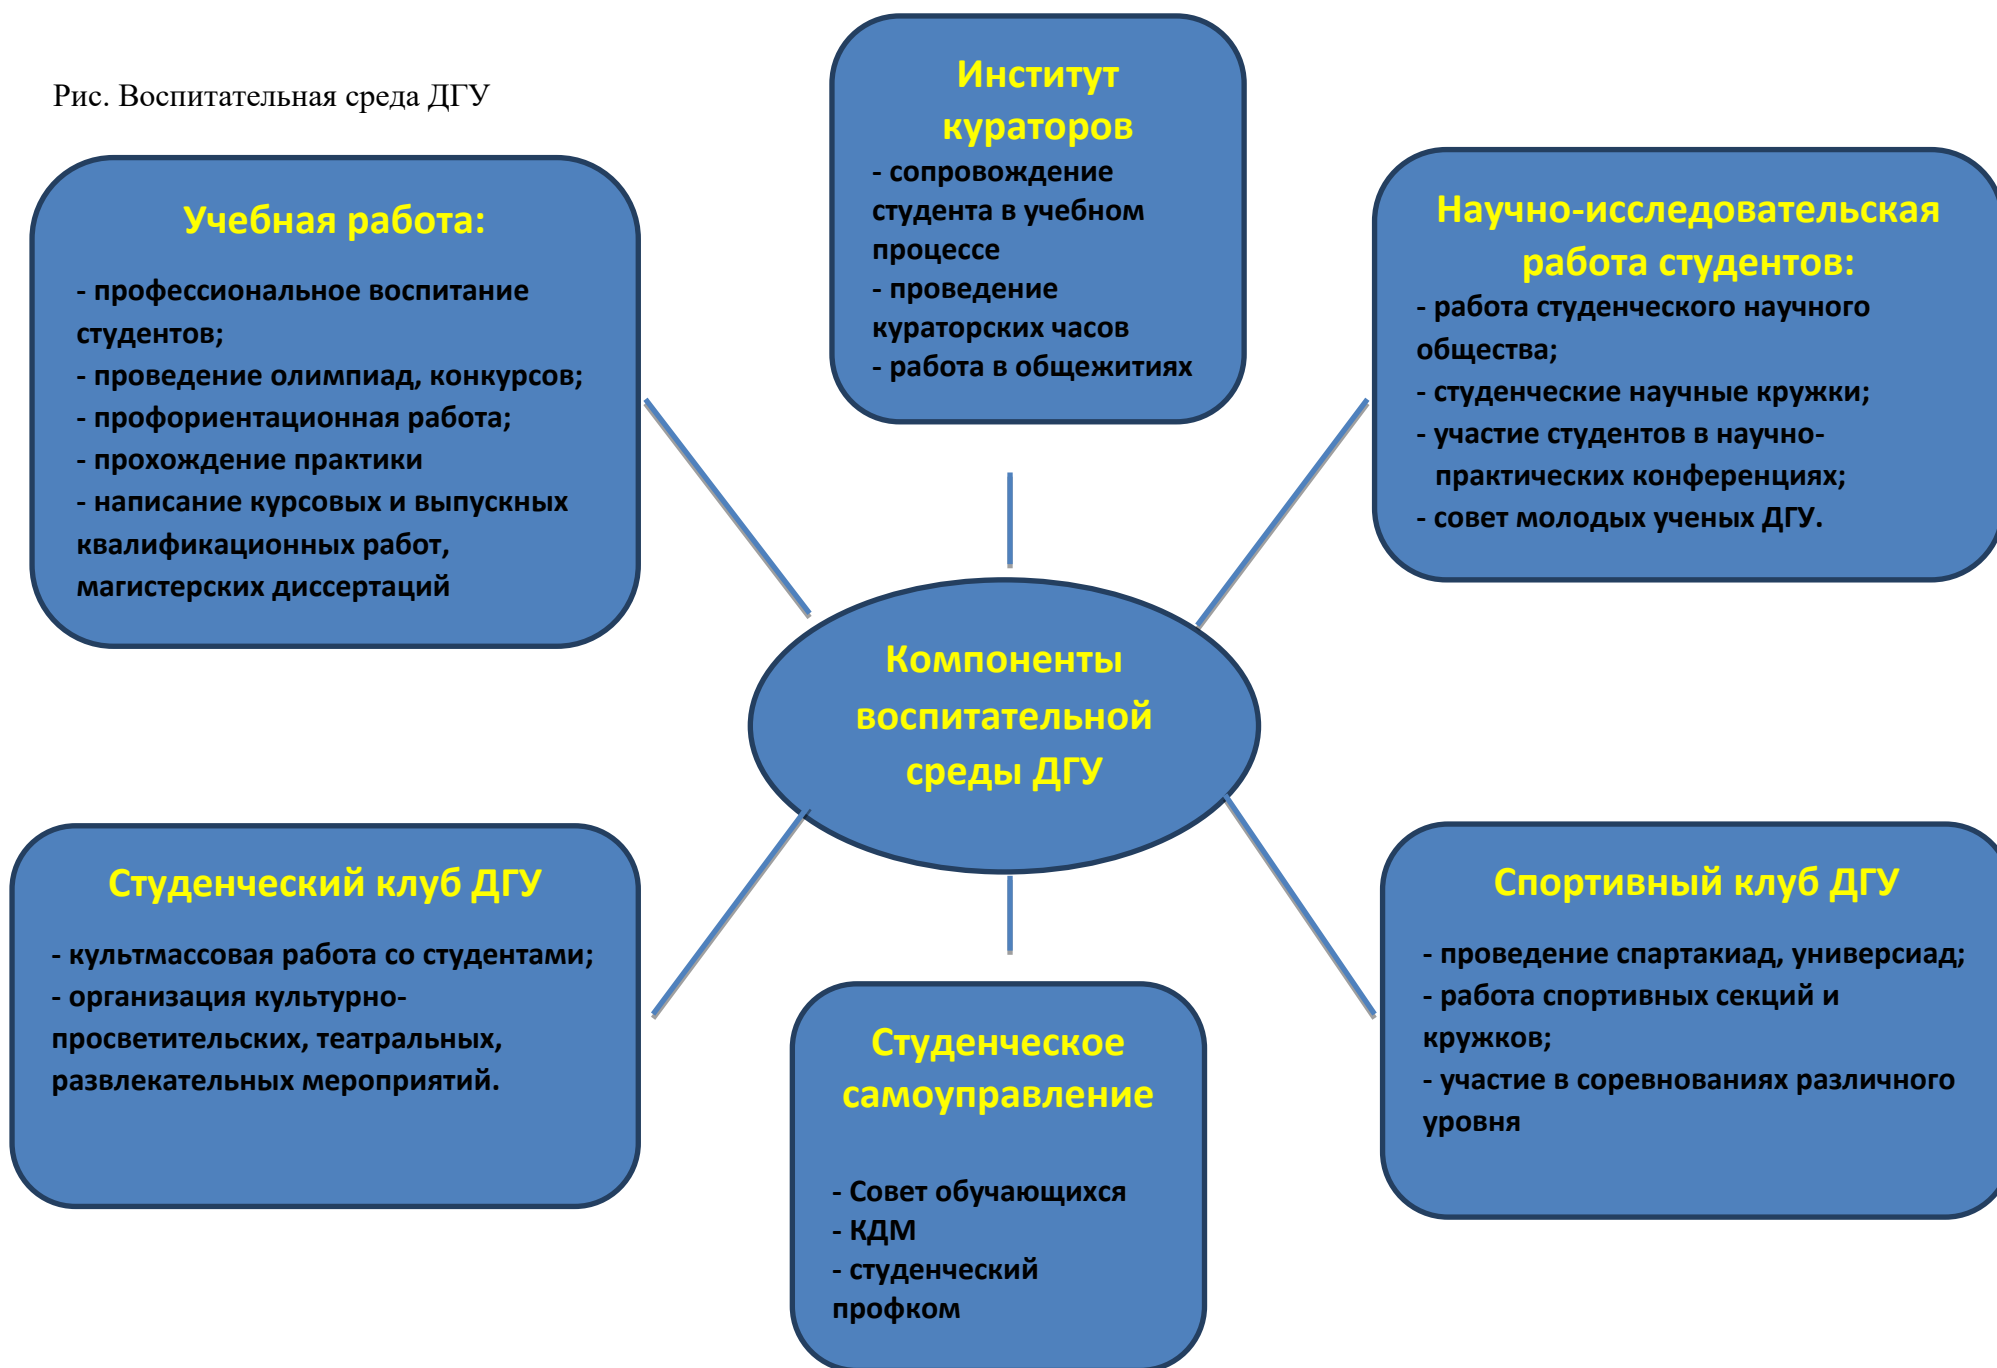 Рис. Воспитательная среда ДГУ
Институт
кураторов
- сопровождение
студента в учебном
процессе
- проведение
кураторских часов
- работа в общежитиях
Учебная работа:
- профессиональное воспитание
студентов;
- проведение олимпиад, конкурсов;
- профориентационная работа;
- прохождение практики
- написание курсовых и выпускных
квалификационных работ,
магистерских диссертаций
Научно-исследовательская
работа студентов:
- работа студенческого научного
общества;
- студенческие научные кружки;
- участие студентов в научно-
практических конференциях;
- совет молодых ученых ДГУ.
Компоненты
воспитательной
среды ДГУ
Студенческий клуб ДГУ
- культмассовая работа со студентами;
- организация культурно-
просветительских, театральных,
развлекательных мероприятий.
Студенческое
самоуправление
- Совет обучающихся
- КДМ
- студенческий
профком
Спортивный клуб ДГУ
- проведение спартакиад, универсиад;
- работа спортивных секций и
кружков;
- участие в соревнованиях различного
уровня